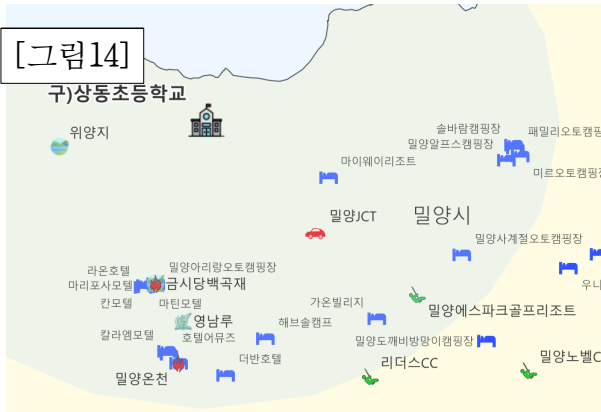 [그림14]
구)상동초등학교
위양지
솔바람캠핑장
밀양알프스캠핑장
패밀리오토캠핑
마이웨이리조트
미르오토캠핑장
밀양JCT
밀양시
밀양사계절오토캠핑장
라온호텔
밀양아리랑오토캠핑장
마리포사모텔
금시당백곡재
우니
칸모텔
마틴모텔
가온빌리지
밀양에스파크골프리조트
영남루
해브솔캠프
칼라엠모텔
호텔어뮤즈
밀양도깨비방망이캠핑장
더반호텔
리더스CC
밀양노벨C
밀양온천